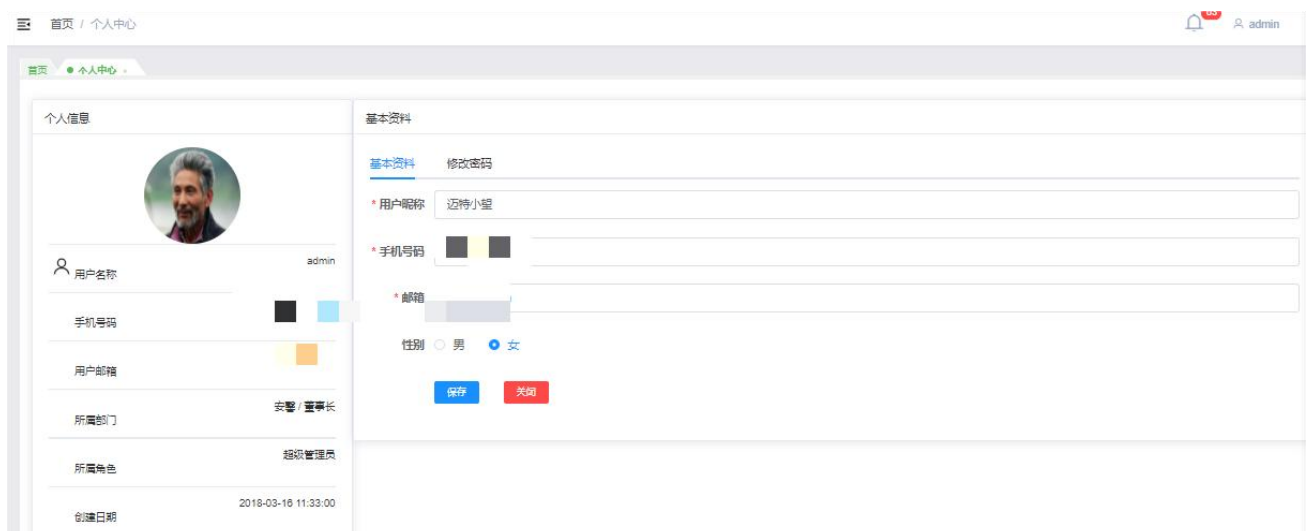 首页 / 个人中心
63
admin
首页
个人中心
个人信息
用户名称
admin
手机号码
用户邮箱
所属部门
安馨 / 董事长
所属角色
超级管理员
创建日期
2018-03-16 11:33:00
基本资料
基本资料 修改密码
* 用户昵称 迈特小望
* 手机号码
* 邮箱
性别 男 女
保存 关闭